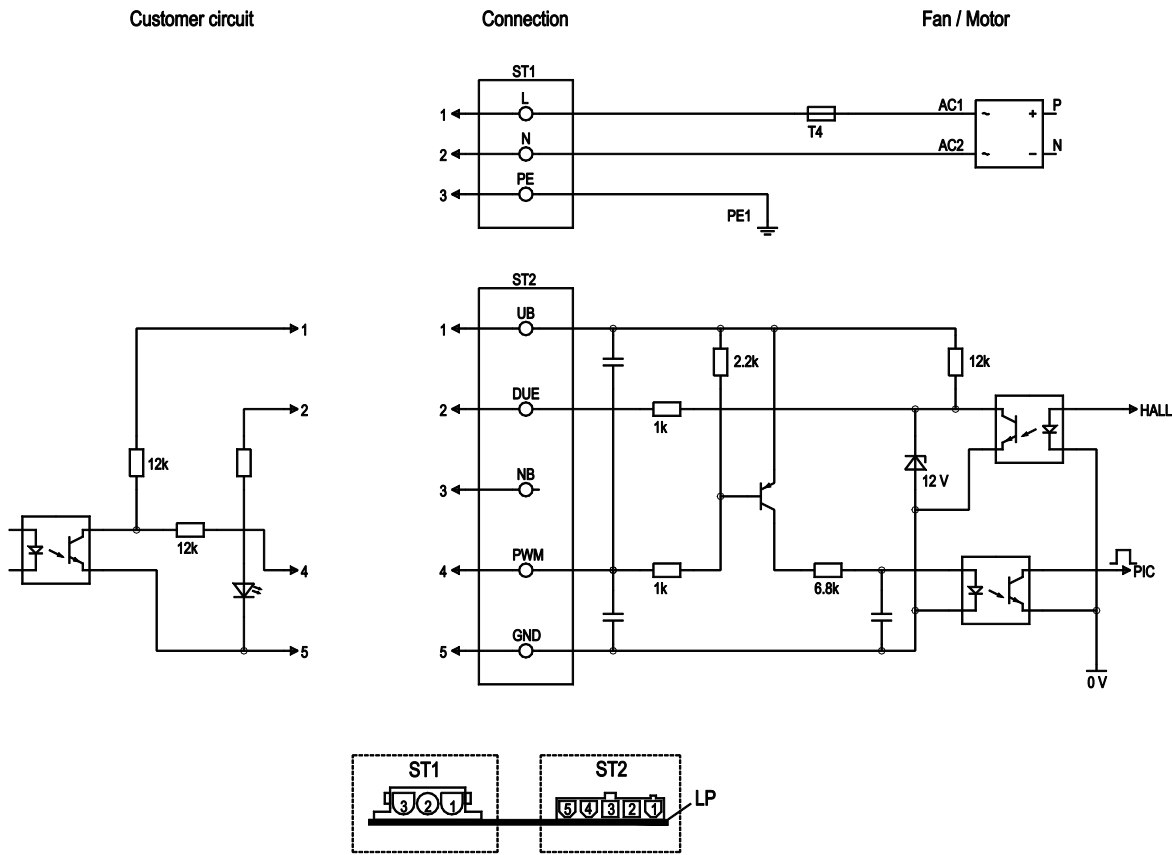 Customer circuit Connection Fan / Motor
ST1
L
1 AC1 P
~ +
T4
N
2 AC2 N
~ −
PE
3
PE1
ST2
UB
1 1
2.2k 12k
DUE
2 2 HALL
1k
12k 12 V
NB
3
12k
PWM
4 4 PIC
1k 6.8k
GND
5 5
0 V
ST1 ST2
LP
3 2 1 5 4 3 2 1